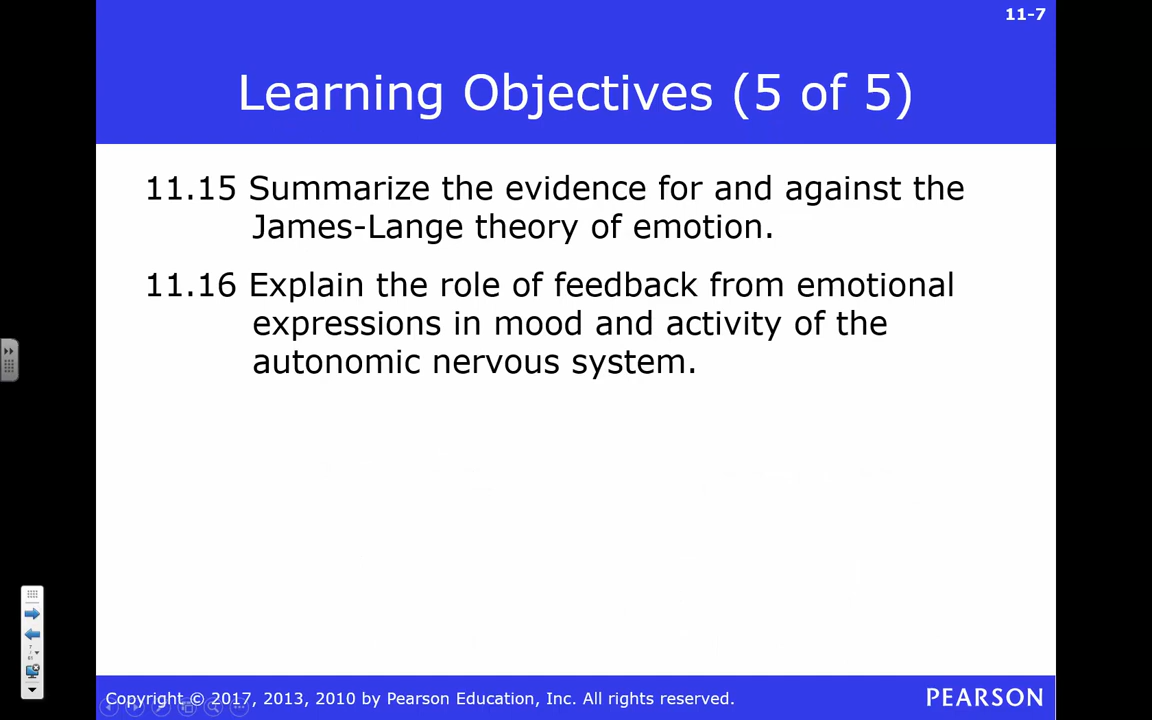 11-7
Learning Objectives (5 of 5)
11.15 Summarize the evidence for and against the
James-Lange theory of emotion.
11.16 Explain the role of feedback from emotional
expressions in mood and activity of the
autonomic nervous system.
Copyright © 2017, 2013, 2010 by Pearson Education, Inc. All rights reserved.
PEARSON